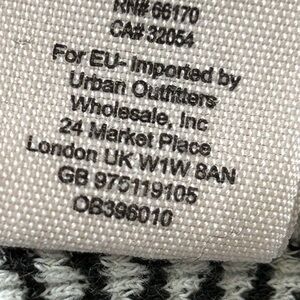 RN# 66170
CA# 32054
For EU- Imported by
Urban Outfitters
Wholesale, Inc
24 Market Place
London UK W1W 8AN
GB 975119105
OB396010